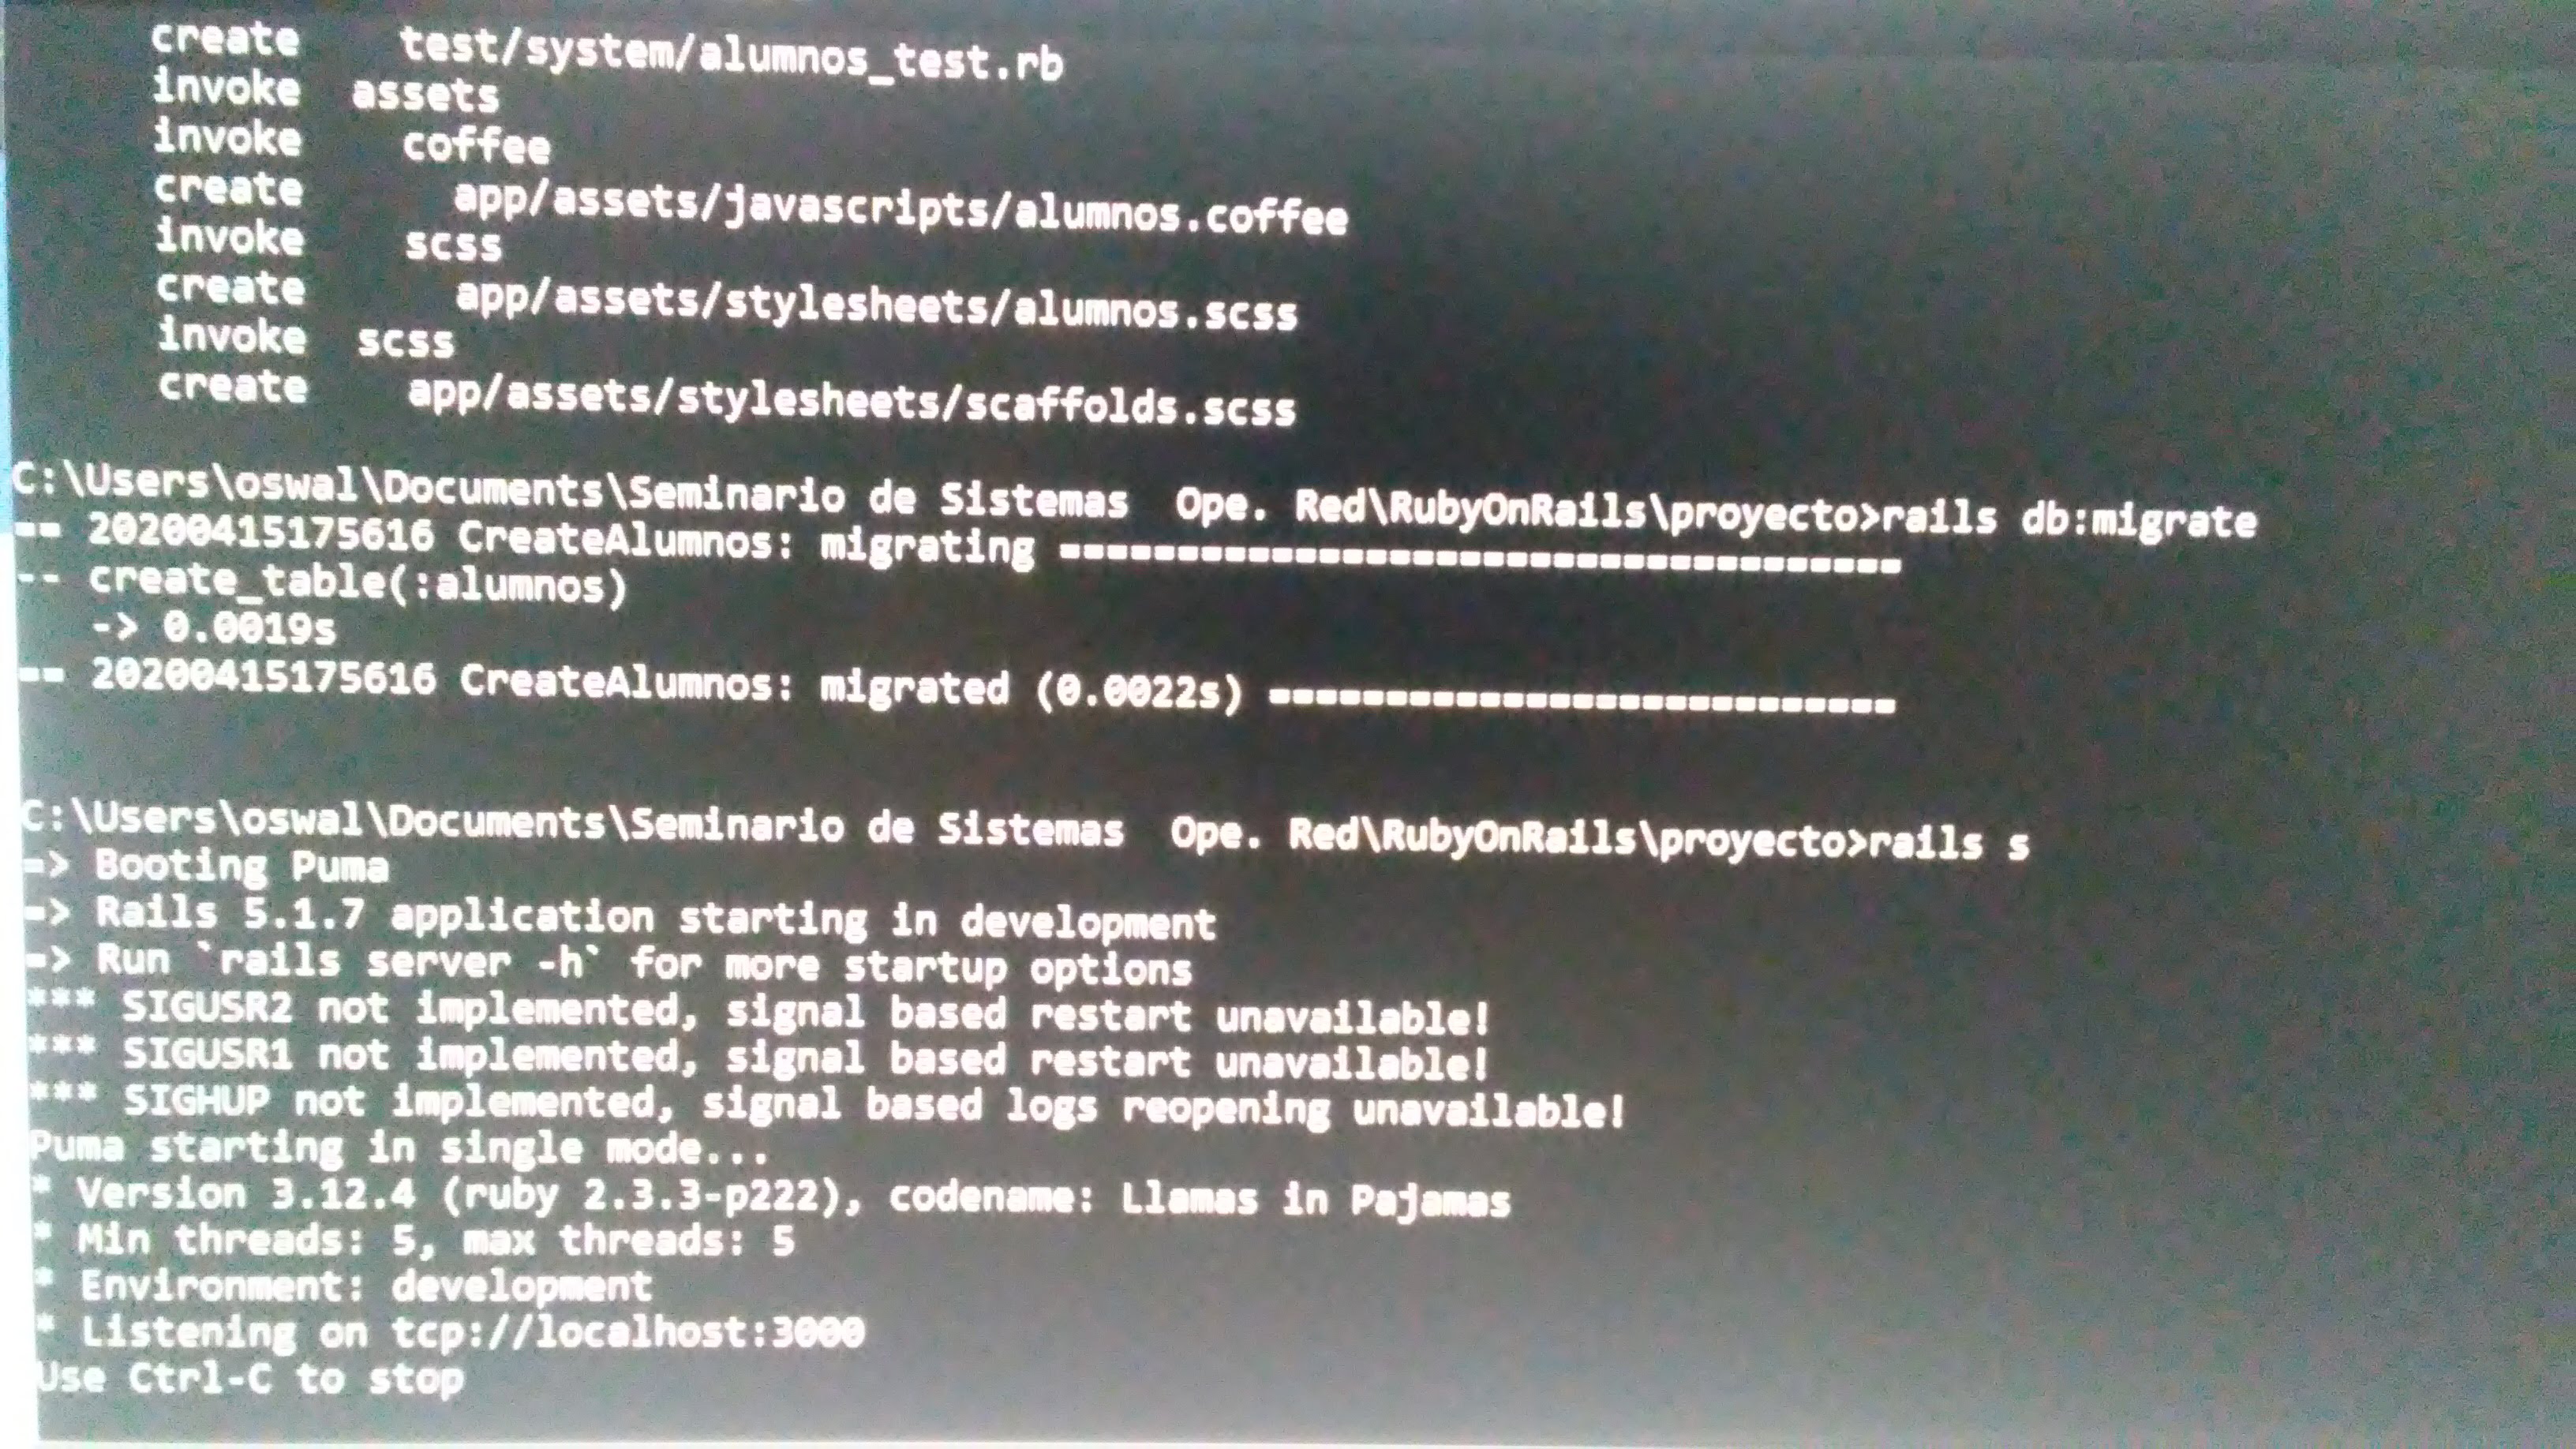 create    test/system/alumnos_test.rb
invoke  assets
invoke    coffee
create      app/assets/javascripts/alumnos.coffee
invoke    scss
create      app/assets/stylesheets/alumnos.scss
invoke  scss
create    app/assets/stylesheets/scaffolds.scss
C:\Users\oswal\Documents\Seminario de Sistemas  Ope. Red\RubyOnRails\proyecto>rails db:migrate
== 20200415175616 CreateAlumnos: migrating ===================================
-- create_table(:alumnos)
   -> 0.0019s
== 20200415175616 CreateAlumnos: migrated (0.0022s) ==========================
C:\Users\oswal\Documents\Seminario de Sistemas  Ope. Red\RubyOnRails\proyecto>rails s
=> Booting Puma
=> Rails 5.1.7 application starting in development
=> Run `rails server -h` for more startup options
*** SIGUSR2 not implemented, signal based restart unavailable!
*** SIGUSR1 not implemented, signal based restart unavailable!
*** SIGHUP not implemented, signal based logs reopening unavailable!
Puma starting in single mode...
* Version 3.12.4 (ruby 2.3.3-p222), codename: Llamas in Pajamas
* Min threads: 5, max threads: 5
* Environment: development
* Listening on tcp://localhost:3000
Use Ctrl-C to stop